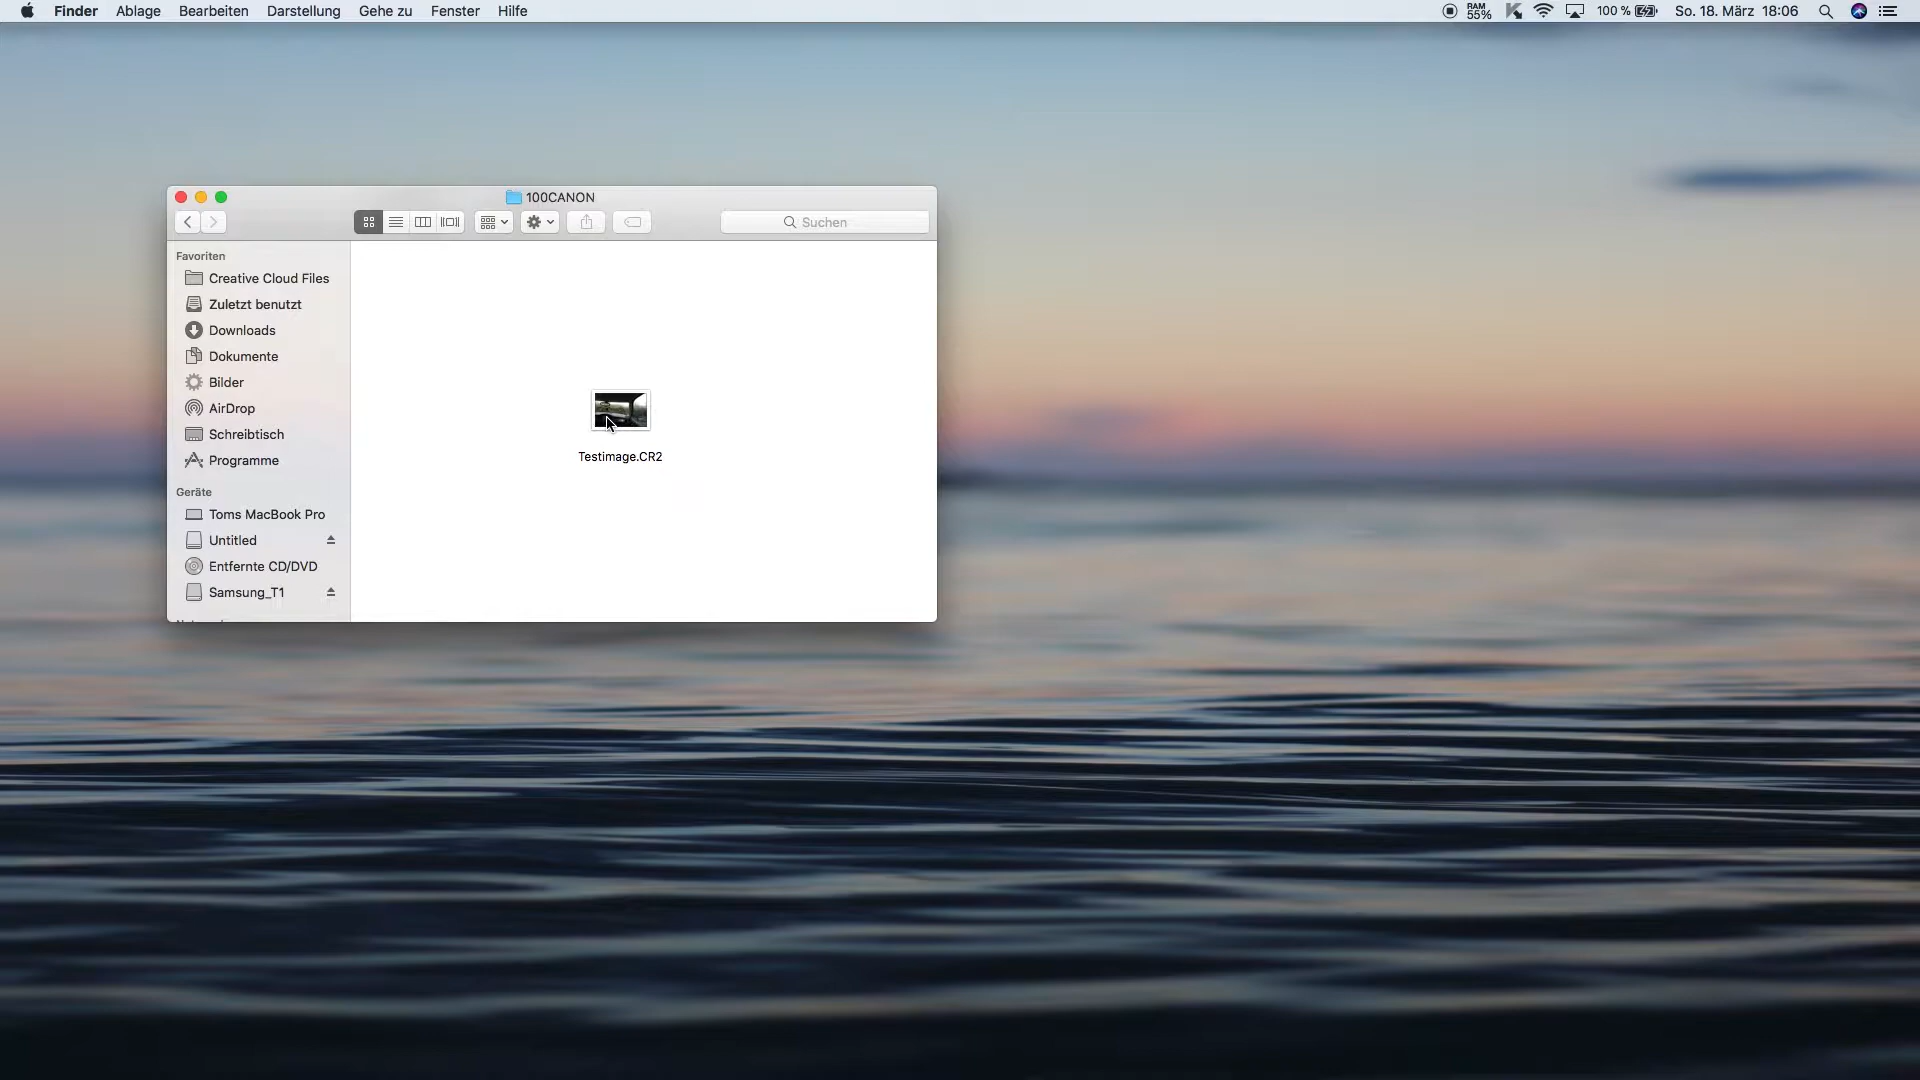 Finder Ablage Bearbeiten Darstellung Gehe zu Fenster Hilfe
RAM 55% 100 % So. 18. März 18:06
100CANON
Suchen
Favoriten
Creative Cloud Files
Zuletzt benutzt
Downloads
Dokumente
Bilder
AirDrop
Schreibtisch
Programme
Geräte
Toms MacBook Pro
Untitled
Entfernte CD/DVD
Samsung_T1
Testimage.CR2